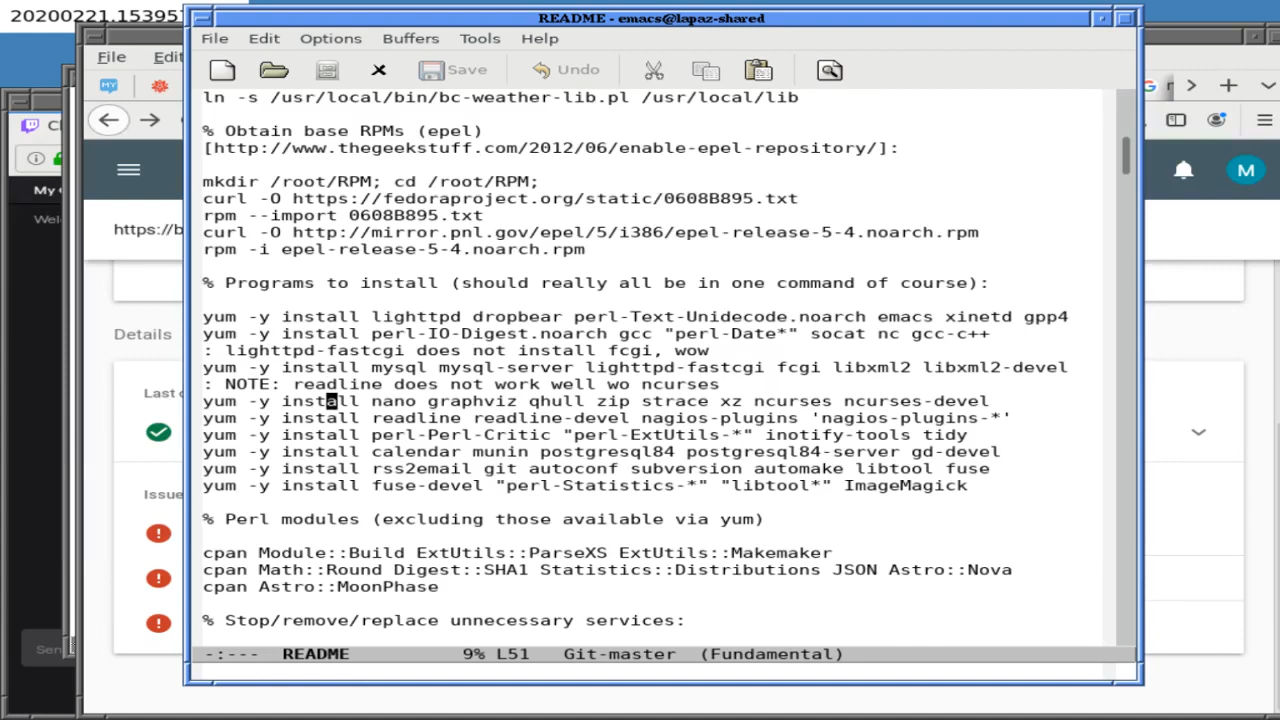 20200221.15395
README - emacs@lapaz-shared
File Edit Options Buffers Tools Help
Save Undo
File Edit
MY
M
https://b
My
Wel
Details
Last c
Issue
Sen
ln -s /usr/local/bin/bc-weather-lib.pl /usr/local/lib
% Obtain base RPMs (epel)
[http://www.thegeekstuff.com/2012/06/enable-epel-repository/]:
mkdir /root/RPM; cd /root/RPM;
curl -O https://fedoraproject.org/static/0608B895.txt
rpm --import 0608B895.txt
curl -O http://mirror.pnl.gov/epel/5/i386/epel-release-5-4.noarch.rpm
rpm -i epel-release-5-4.noarch.rpm
% Programs to install (should really all be in one command of course):
yum -y install lighttpd dropbear perl-Text-Unidecode.noarch emacs xinetd gpp4
yum -y install perl-IO-Digest.noarch gcc "perl-Date*" socat nc gcc-c++
: lighttpd-fastcgi does not install fcgi, wow
yum -y install mysql mysql-server lighttpd-fastcgi fcgi libxml2 libxml2-devel
: NOTE: readline does not work well wo ncurses
yum -y install nano graphviz qhull zip strace xz ncurses ncurses-devel
yum -y install readline readline-devel nagios-plugins 'nagios-plugins-*'
yum -y install perl-Perl-Critic "perl-ExtUtils-*" inotify-tools tidy
yum -y install calendar munin postgresql84 postgresql84-server gd-devel
yum -y install rss2email git autoconf subversion automake libtool fuse
yum -y install fuse-devel "perl-Statistics-*" "libtool*" ImageMagick
% Perl modules (excluding those available via yum)
cpan Module::Build ExtUtils::ParseXS ExtUtils::Makemaker
cpan Math::Round Digest::SHA1 Statistics::Distributions JSON Astro::Nova
cpan Astro::MoonPhase
% Stop/remove/replace unnecessary services:
-:--- README 9% L51 Git-master (Fundamental)